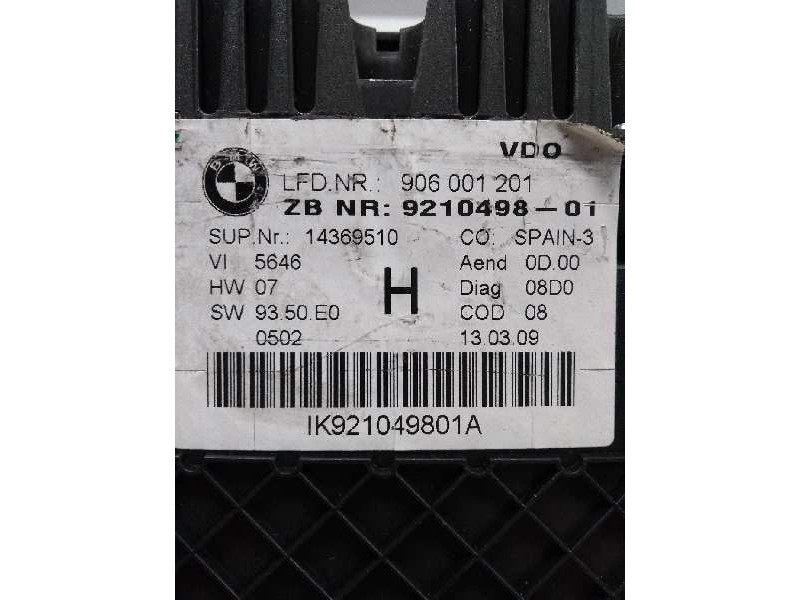 VDO
BMW
LFD.NR.: 906 001 201
ZB NR: 9210498-01
SUP.Nr.: 14369510 CO: SPAIN-3
VI 5646 Aend 0D.00
HW 07 Diag 08D0
H
SW 93.50.E0 COD 08
0502 13.03.09
IK921049801A